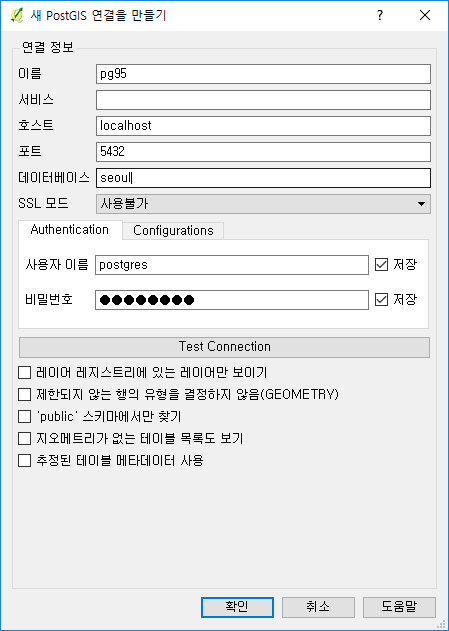 새 PostGIS 연결을 만들기
연결 정보
이름 pg95
서비스
호스트 localhost
포트 5432
데이터베이스 seoul
SSL 모드 사용불가
Authentication Configurations
사용자 이름 postgres 저장
비밀번호 ●●●●●●●● 저장
Test Connection
레이어 레지스트리에 있는 레이어만 보이기
제한되지 않는 행의 유형을 결정하지 않음(GEOMETRY)
'public' 스키마에서만 찾기
지오메트리가 없는 테이블 목록도 보기
추정된 테이블 메타데이터 사용
확인 취소 도움말